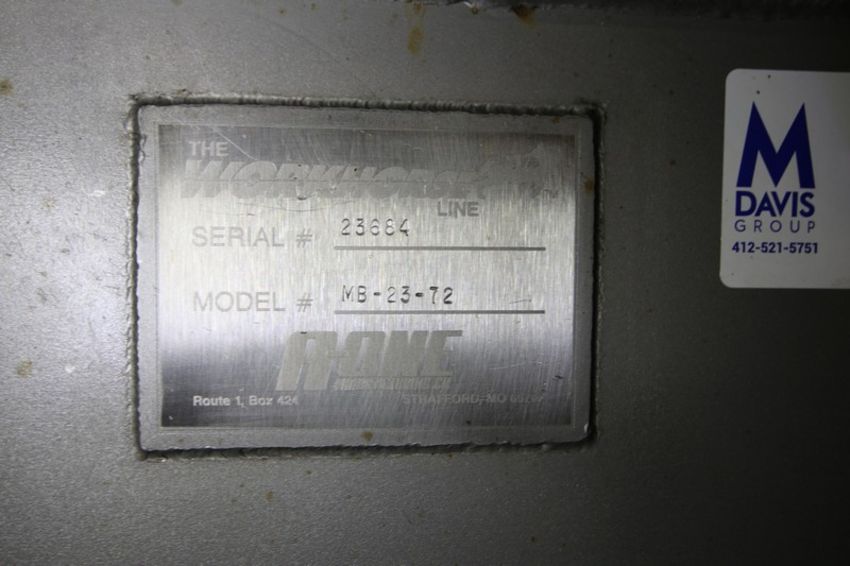 THE
WORKHORSE
LINE
SERIAL # 23684
MODEL # MB-23-72
A-ONE
MANUFACTURING
Route 1, Box 424
STRAFFORD, MO
M
DAVIS
GROUP
412-521-5751